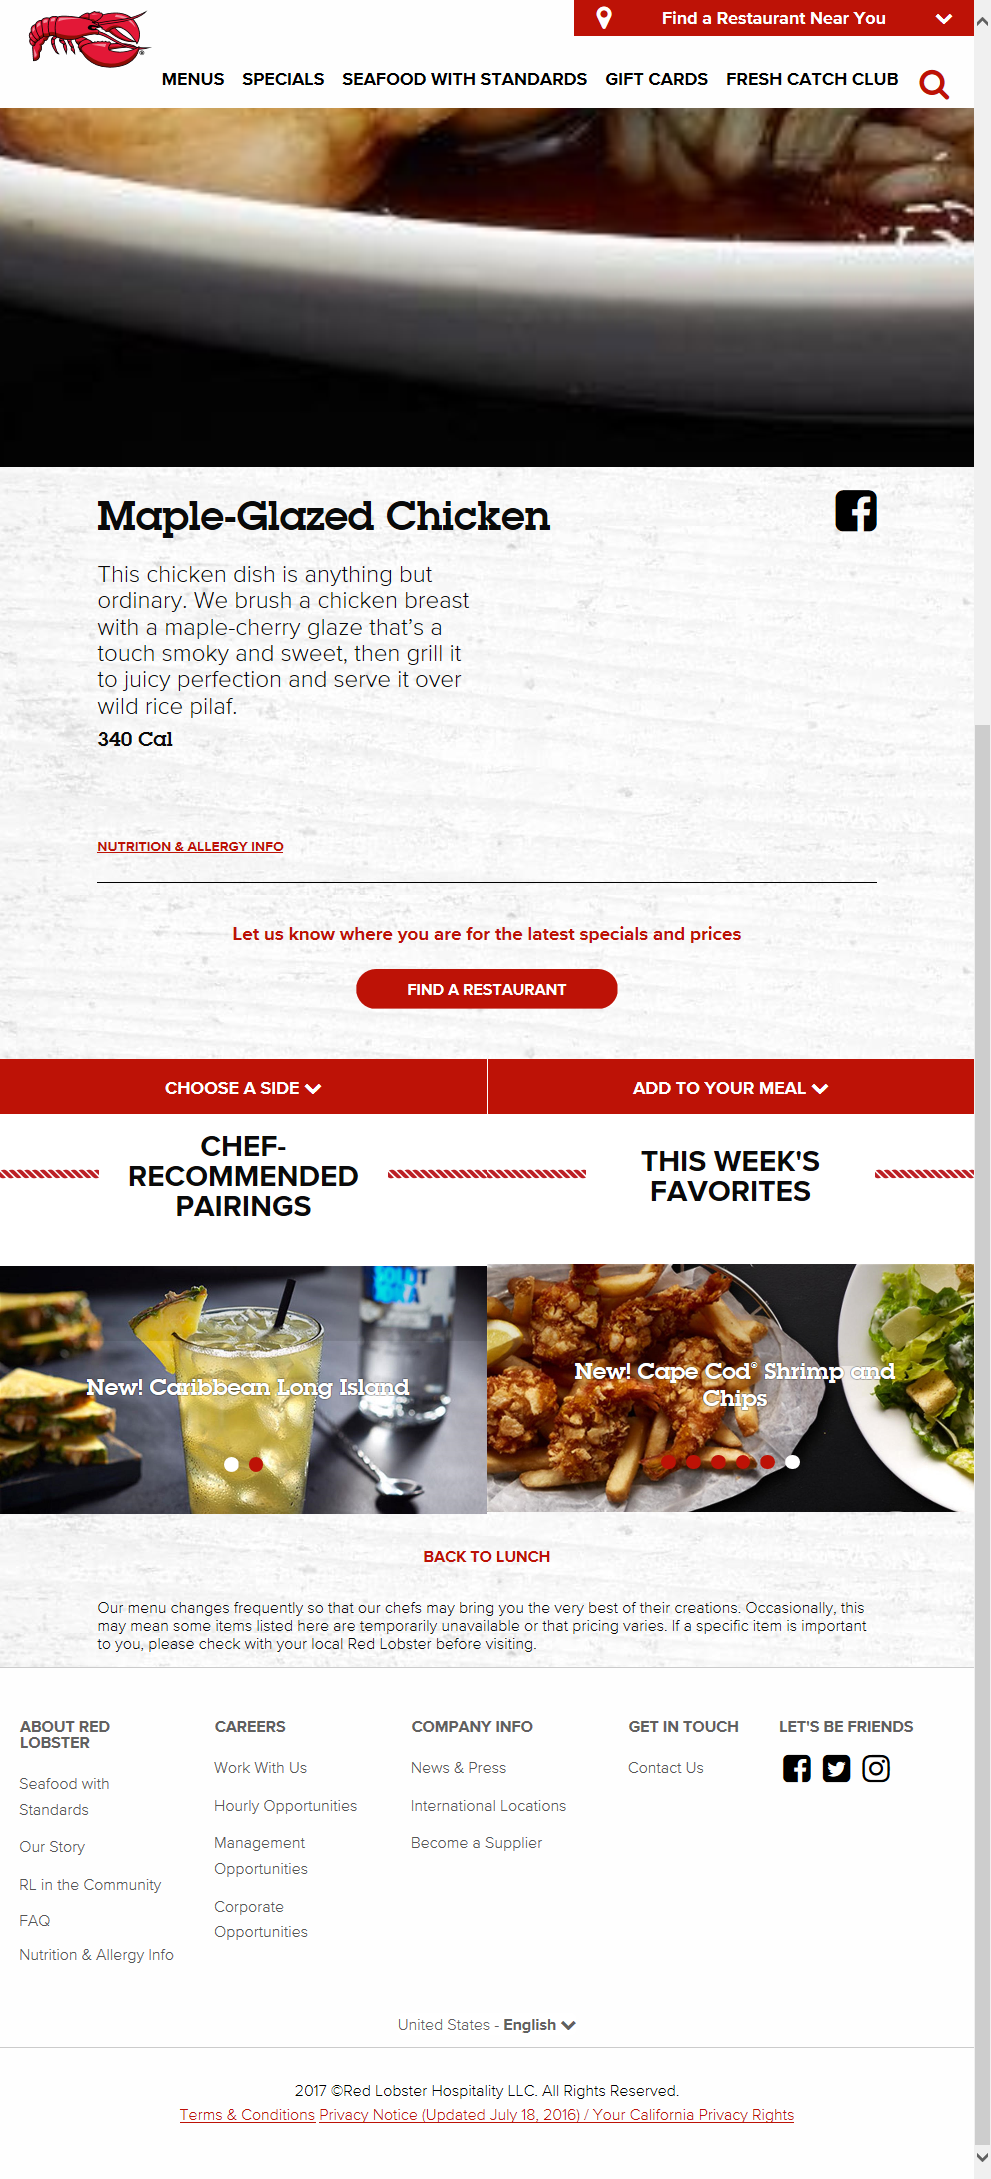 Find a Restaurant Near You
MENUS SPECIALS SEAFOOD WITH STANDARDS GIFT CARDS FRESH CATCH CLUB
Maple-Glazed Chicken
This chicken dish is anything but
ordinary. We brush a chicken breast
with a maple-cherry glaze that's a
touch smoky and sweet, then grill it
to juicy perfection and serve it over
wild rice pilaf.
340 Cal
NUTRITION & ALLERGY INFO
Let us know where you are for the latest specials and prices
FIND A RESTAURANT
CHOOSE A SIDE
ADD TO YOUR MEAL
CHEF-
RECOMMENDED
PAIRINGS
THIS WEEK'S
FAVORITES
New! Caribbean Long Island
New! Cape Cod® Shrimp and
Chips
BACK TO LUNCH
Our menu changes frequently so that our chefs may bring you the very best of their creations. Occasionally, this
may mean some items listed here are temporarily unavailable or that pricing varies. If a specific item is important
to you, please check with your local Red Lobster before visiting.
ABOUT RED
LOBSTER
Seafood with
Standards
Our Story
RL in the Community
FAQ
Nutrition & Allergy Info
CAREERS
Work With Us
Hourly Opportunities
Management
Opportunities
Corporate
Opportunities
COMPANY INFO
News & Press
International Locations
Become a Supplier
GET IN TOUCH
Contact Us
LET'S BE FRIENDS
United States - English
2017 ©Red Lobster Hospitality LLC. All Rights Reserved.
Terms & Conditions Privacy Notice (Updated July 18, 2016) / Your California Privacy Rights